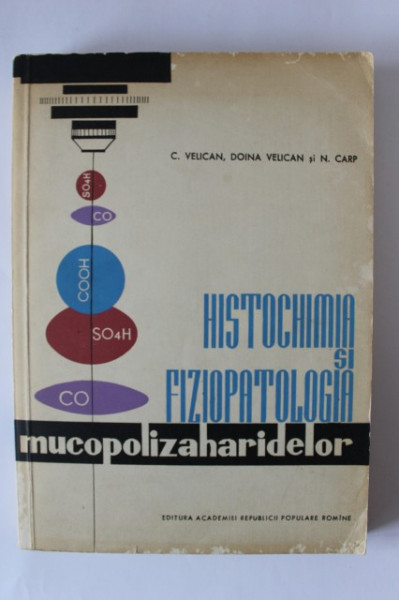 C. VELICAN, DOINA VELICAN și N. CARP
SO4H
CO
COOH
SO4H
CO
HISTOCHIMIA
ȘI
FIZIOPATOLOGIA
mucopolizaharidelor
EDITURA ACADEMIEI REPUBLICII POPULARE ROMÎNE